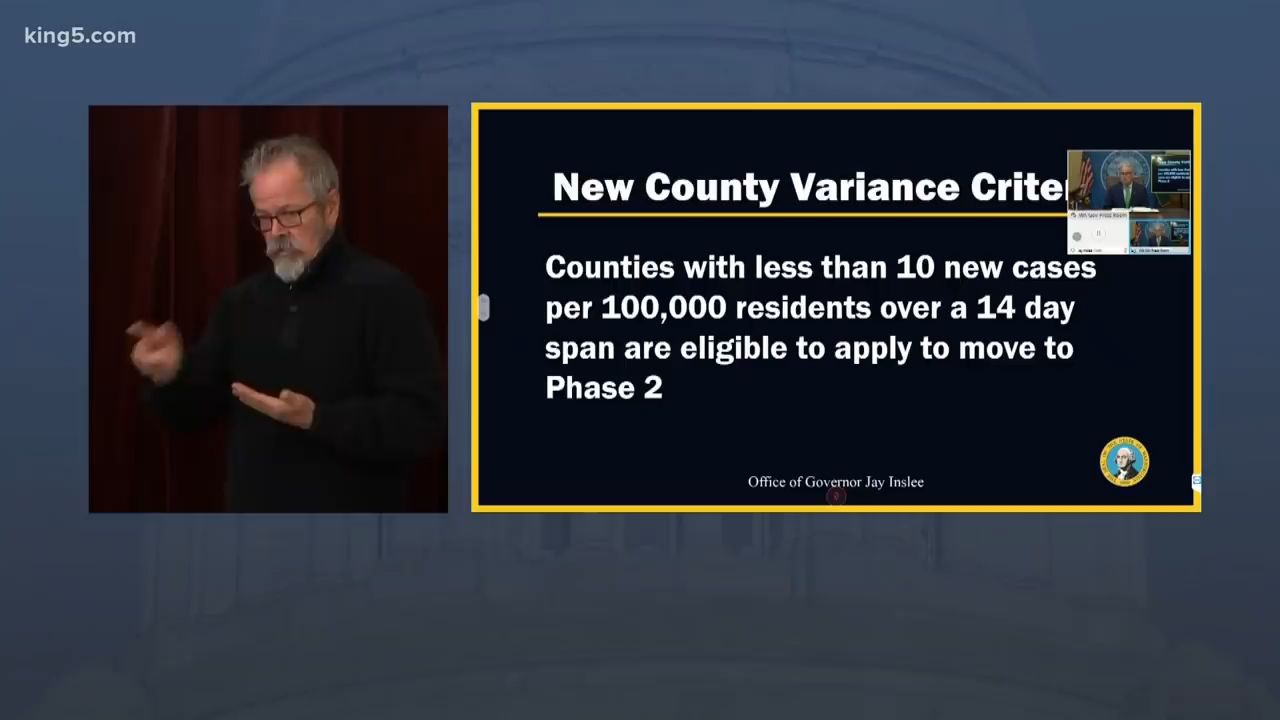 king5.com
New County Variance Crite
Counties with less than 10 new cases
per 100,000 residents over a 14 day
span are eligible to apply to move to
Phase 2
Office of Governor Jay Inslee